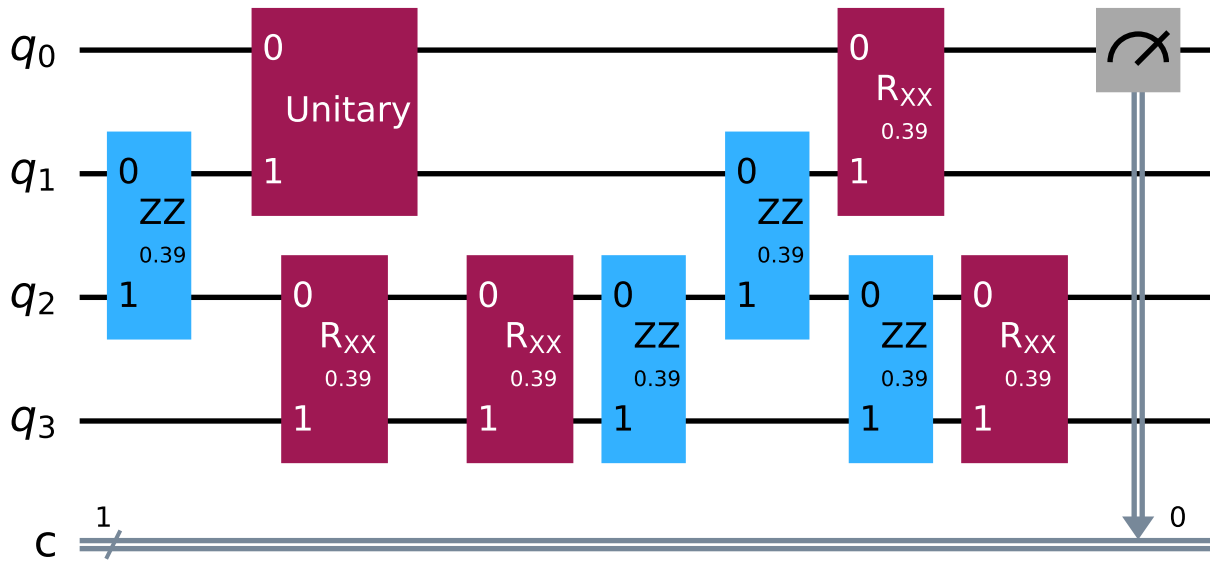 q0 0 0
Unitary RXX
0.39
q1 0 1 0 1
ZZ ZZ
0.39 0.39
q2 1 0 0 0 1 0 0
RXX RXX ZZ ZZ RXX
0.39 0.39 0.39 0.39 0.39
q3 1 1 1 1 1
1 0
c